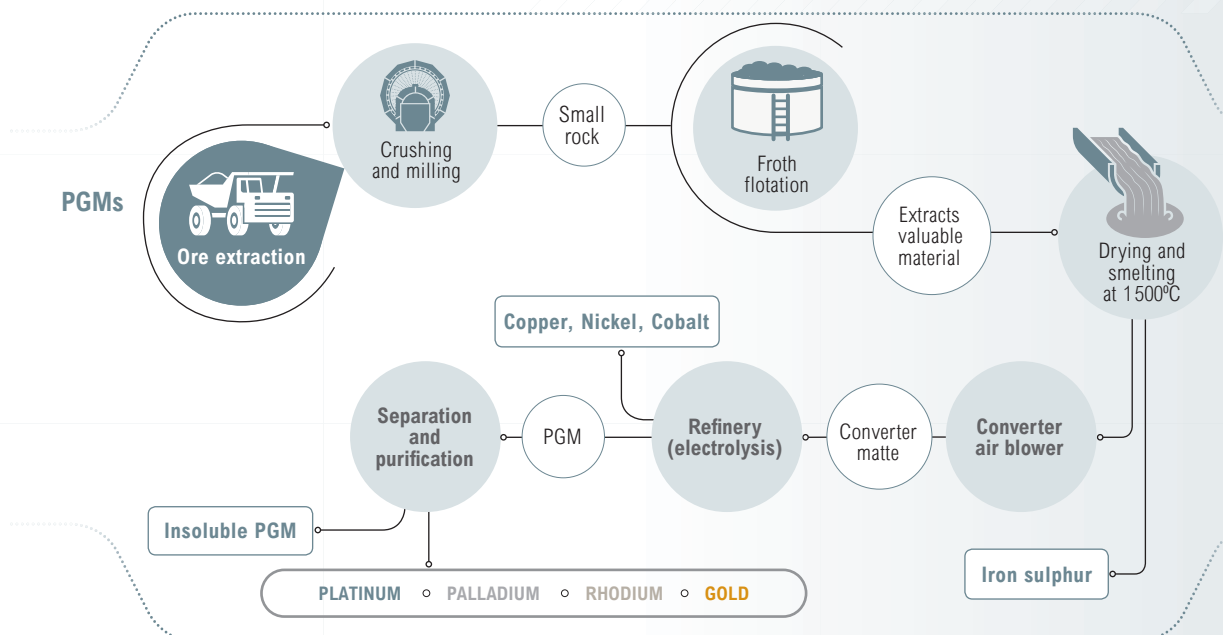 PGMs
Ore extraction
Crushing
and milling
Small
rock
Froth
flotation
Extracts
valuable
material
Drying and
smelting
at 1 500ºC
Iron sulphur
Converter
air blower
Converter
matte
Refinery
(electrolysis)
Copper, Nickel, Cobalt
PGM
Separation
and
purification
Insoluble PGM
PLATINUM
PALLADIUM
RHODIUM
GOLD